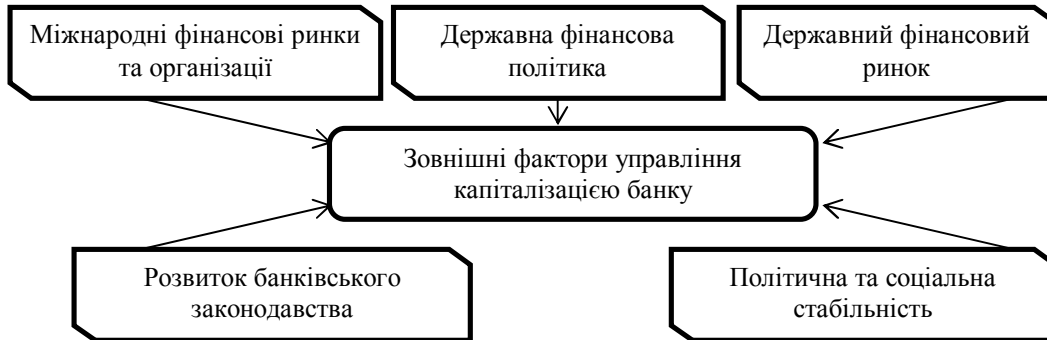 Міжнародні фінансові ринки
та організації
Державна фінансова
політика
Державний фінансовий
ринок
Зовнішні фактори управління
капіталізацією банку
Розвиток банківського
законодавства
Політична та соціальна
стабільність